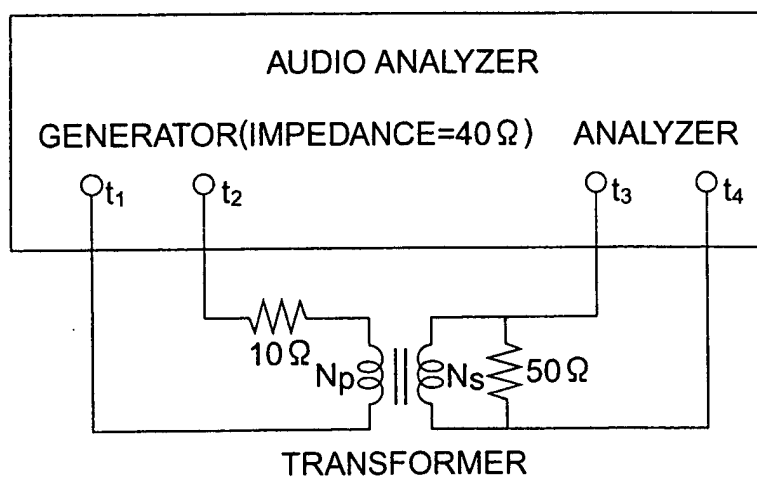 AUDIO ANALYZER
GENERATOR(IMPEDANCE=40Ω) ANALYZER
t1 t2 t3 t4
10Ω Np Ns 50Ω
TRANSFORMER